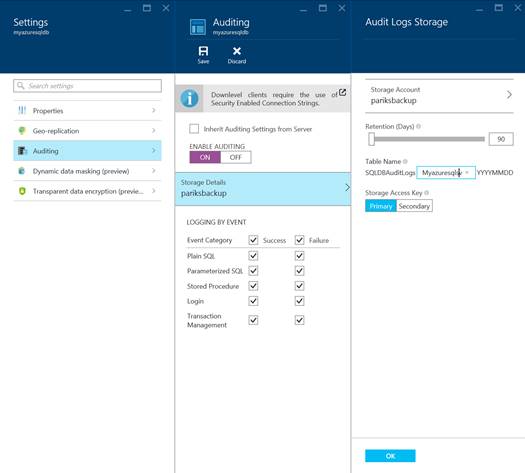 Settings
myazuresqldb
Search settings
Properties
Geo-replication
Auditing
Dynamic data masking (preview)
Transparent data encryption (previe...
Auditing
myazuresqldb
Save
Discard
Downlevel clients require the use of
Security Enabled Connection Strings.
Inherit Auditing Settings from Server
ENABLE AUDITING
ON
OFF
Storage Details
pariksbackup
LOGGING BY EVENT
Event Category
Success
Failure
Plain SQL
Parameterized SQL
Stored Procedure
Login
Transaction
Management
Audit Logs Storage
Storage Account
pariksbackup
Retention (Days)
90
Table Name
SQLDBAuditLogs
YYYYMMDD
Storage Access Key
Primary
Secondary
OK